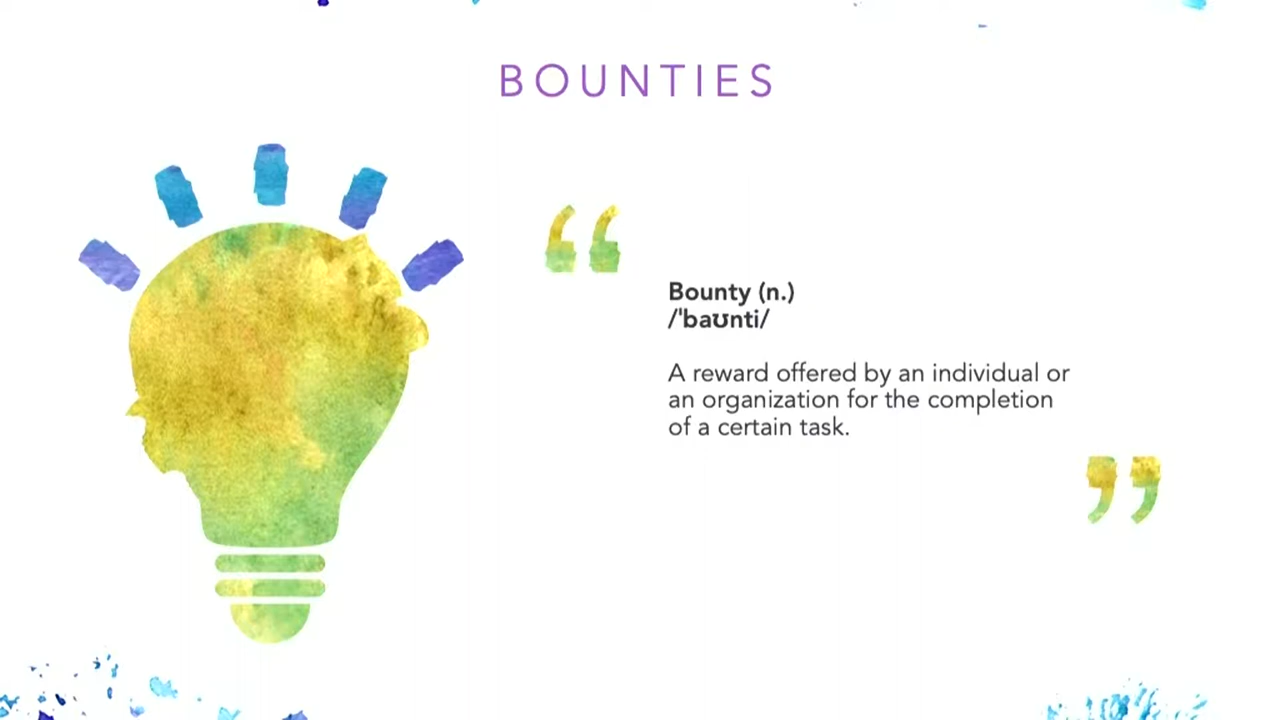 BOUNTIES
“
Bounty (n.)
/ˈbaʊnti/
A reward offered by an individual or
an organization for the completion
of a certain task.
”